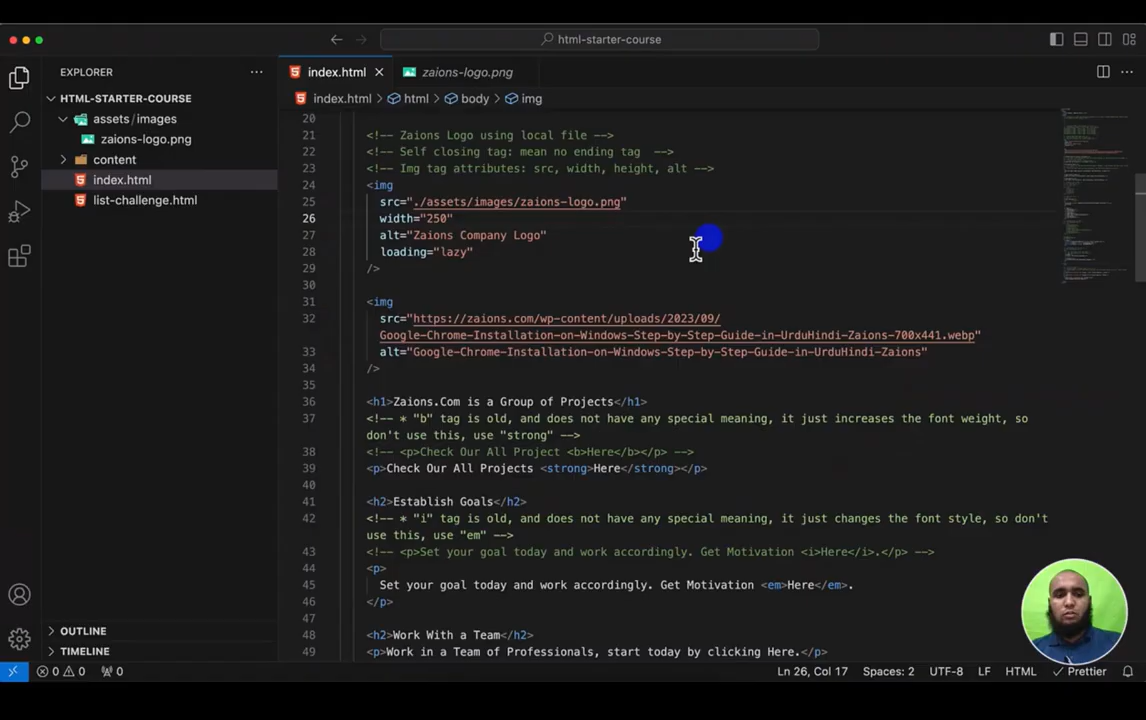 html-starter-course
EXPLORER
index.html
zaions-logo.png
HTML-STARTER-COURSE
index.html > html > body > img
assets/images
zaions-logo.png
content
index.html
list-challenge.html
20
21 <!-- Zaions Logo using local file -->
22 <!-- Self closing tag: mean no ending tag  -->
23 <!-- Img tag attributes: src, width, height, alt -->
24 <img
25 src="./assets/images/zaions-logo.png"
26 width="250"
27 alt="Zaions Company Logo"
28 loading="lazy"
29 />
30
31 <img
32 src="https://zaions.com/wp-content/uploads/2023/09/
Google-Chrome-Installation-on-Windows-Step-by-Step-Guide-in-UrduHindi-Zaions-700x441.webp"
33 alt="Google-Chrome-Installation-on-Windows-Step-by-Step-Guide-in-UrduHindi-Zaions"
34 />
35
36 <h1>Zaions.Com is a Group of Projects</h1>
37 <!-- * "b" tag is old, and does not have any special meaning, it just increases the font weight, so
don't use this, use "strong" -->
38 <!-- <p>Check Our All Project <b>Here</b></p> -->
39 <p>Check Our All Projects <strong>Here</strong></p>
40
41 <h2>Establish Goals</h2>
42 <!-- * "i" tag is old, and does not have any special meaning, it just changes the font style, so don't
use this, use "em" -->
43 <!-- <p>Set your goal today and work accordingly. Get Motivation <i>Here</i>.</p> -->
44 <p>
45 Set your goal today and work accordingly. Get Motivation <em>Here</em>.
46 </p>
47
48 <h2>Work With a Team</h2>
49 <p>Work in a Team of Professionals, start today by clicking Here.</p>
OUTLINE
TIMELINE
0 0 0
Ln 26, Col 17 Spaces: 2 UTF-8 LF HTML Prettier